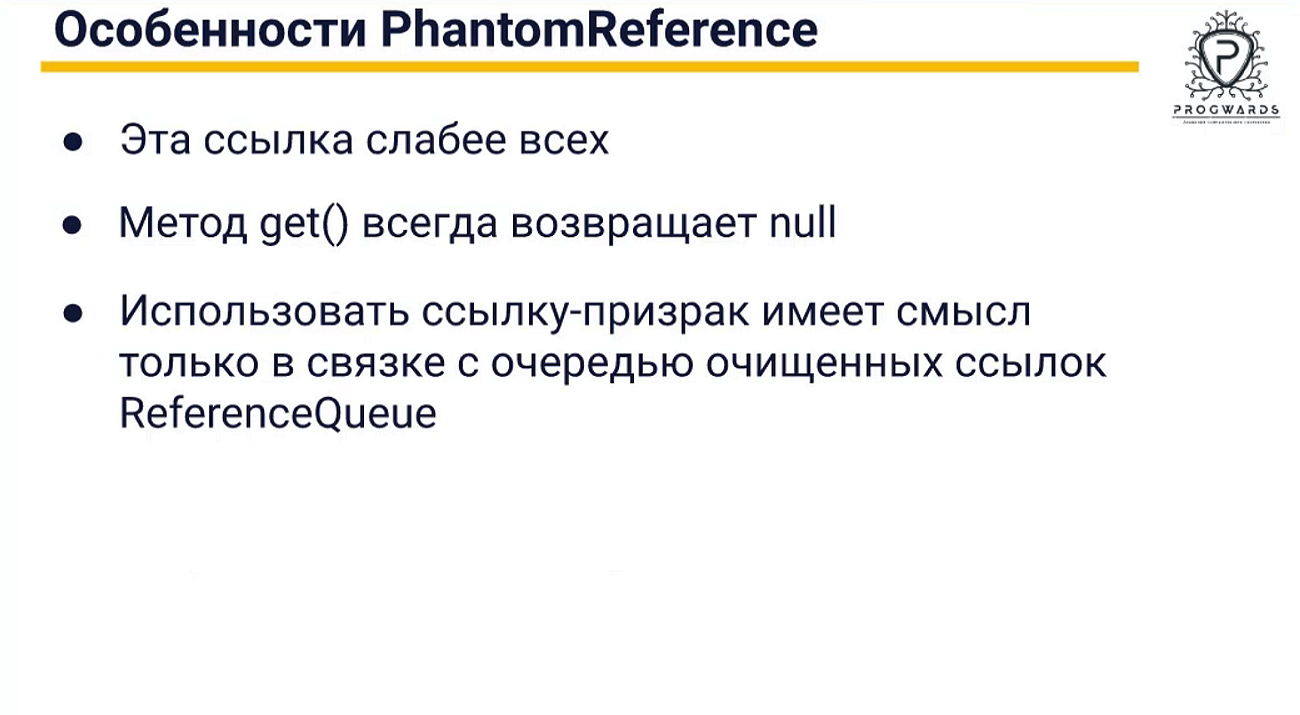 Особенности PhantomReference
PROGWARDS
● Эта ссылка слабее всех
● Метод get() всегда возвращает null
● Использовать ссылку-призрак имеет смысл
только в связке с очередью очищенных ссылок
ReferenceQueue